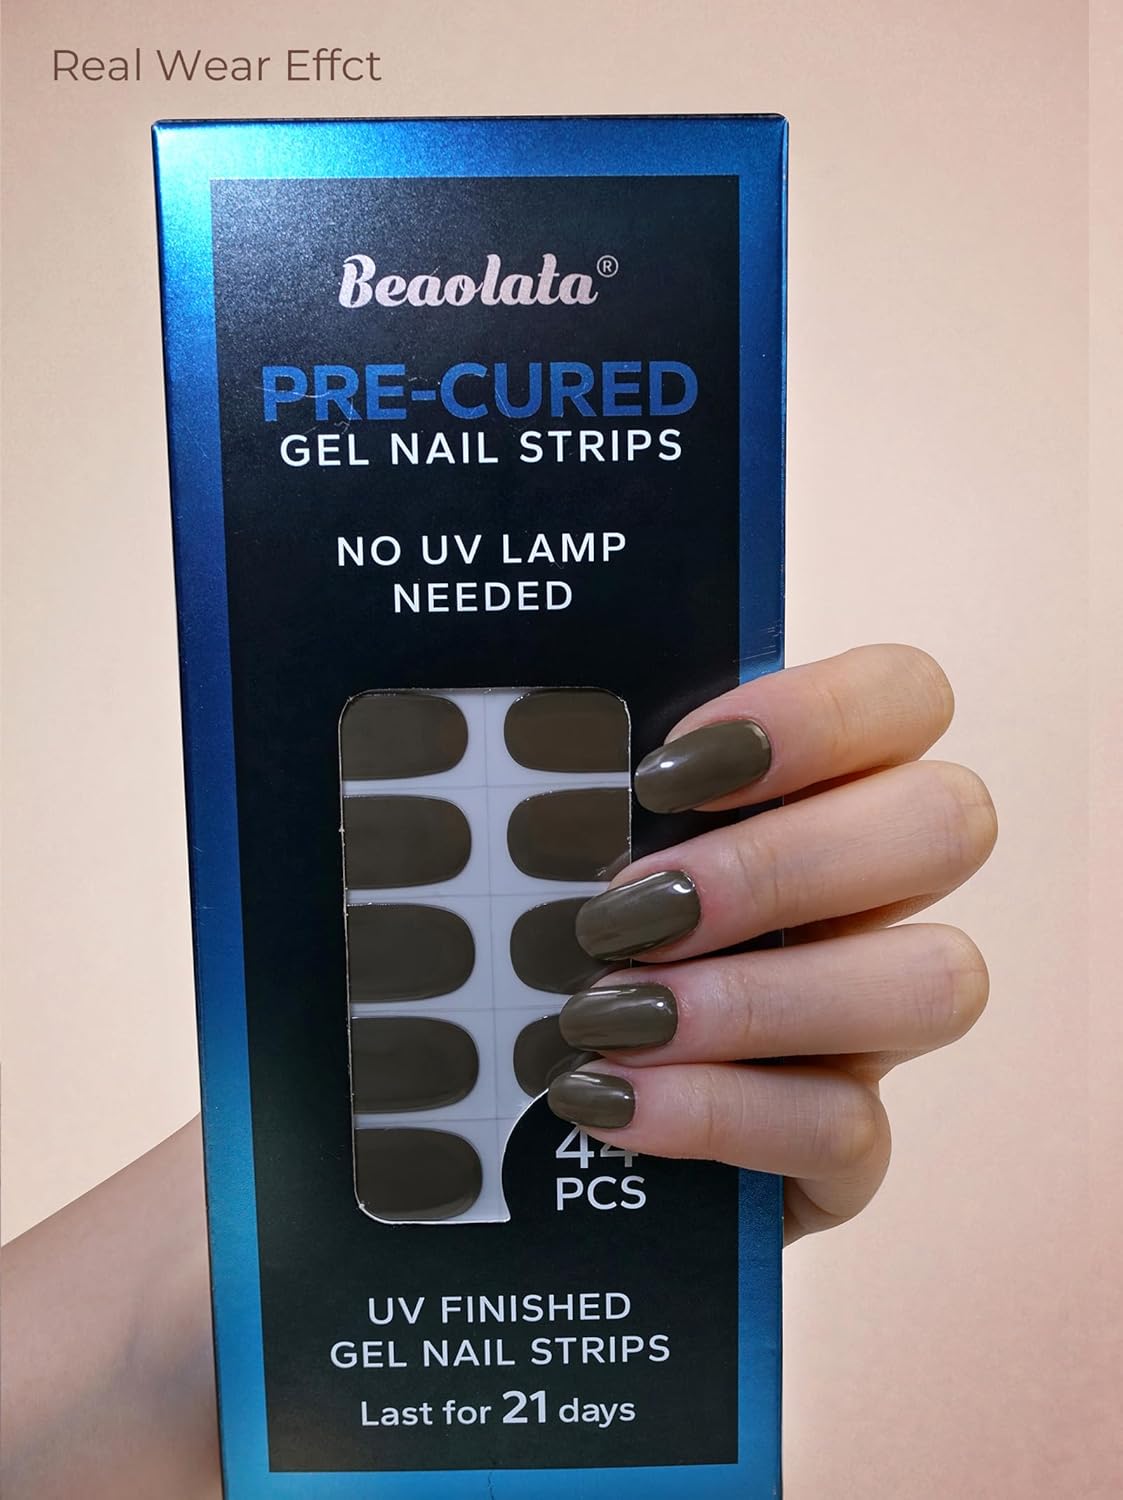 Real Wear Effct
Beaolata®
PRE-CURED
GEL NAIL STRIPS
NO UV LAMP
NEEDED
44
PCS
UV FINISHED
GEL NAIL STRIPS
Last for 21 days